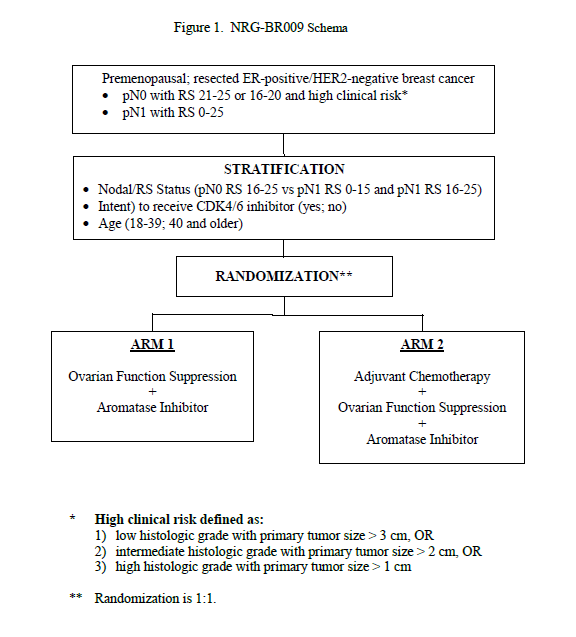 Figure 1. NRG-BR009 Schema
Premenopausal; resected ER-positive/HER2-negative breast cancer
• pN0 with RS 21-25 or 16-20 and high clinical risk*
• pN1 with RS 0-25
STRATIFICATION
• Nodal/RS Status (pN0 RS 16-25 vs pN1 RS 0-15 and pN1 RS 16-25)
• Intent) to receive CDK4/6 inhibitor (yes; no)
• Age (18-39; 40 and older)
RANDOMIZATION**
ARM 1
Ovarian Function Suppression
+
Aromatase Inhibitor
ARM 2
Adjuvant Chemotherapy
+
Ovarian Function Suppression
+
Aromatase Inhibitor
* High clinical risk defined as:
1) low histologic grade with primary tumor size > 3 cm, OR
2) intermediate histologic grade with primary tumor size > 2 cm, OR
3) high histologic grade with primary tumor size > 1 cm
** Randomization is 1:1.